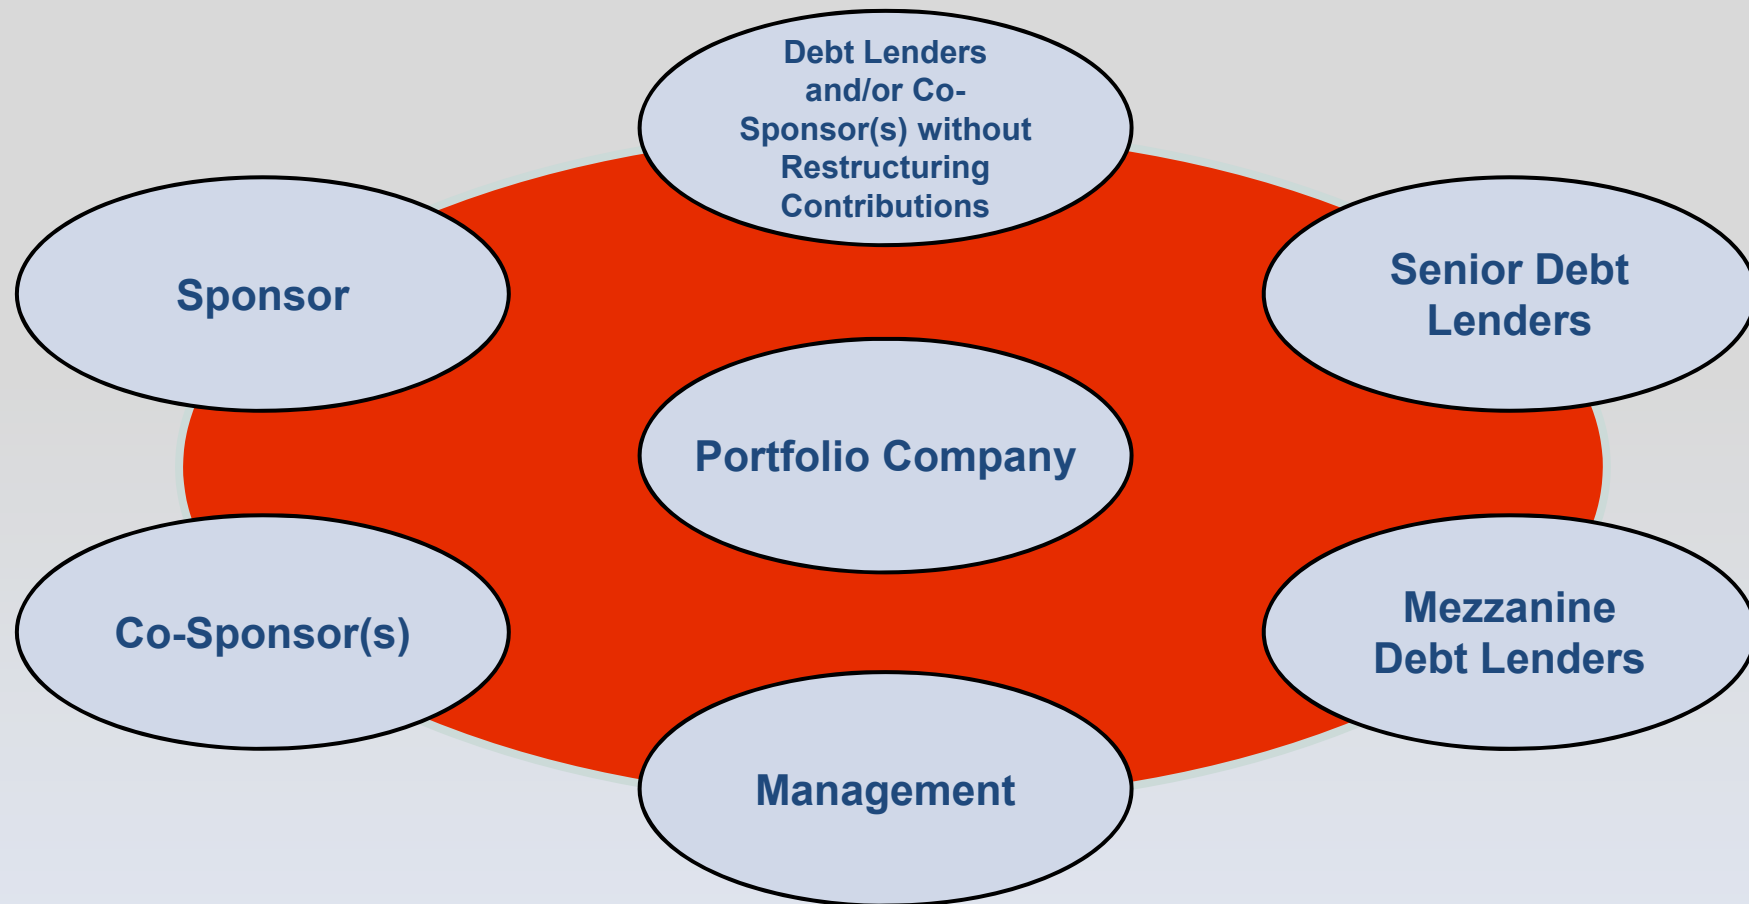 Debt Lenders
and/or Co-
Sponsor(s) without
Restructuring
Contributions
Sponsor
Senior Debt
Lenders
Portfolio Company
Co-Sponsor(s)
Mezzanine
Debt Lenders
Management